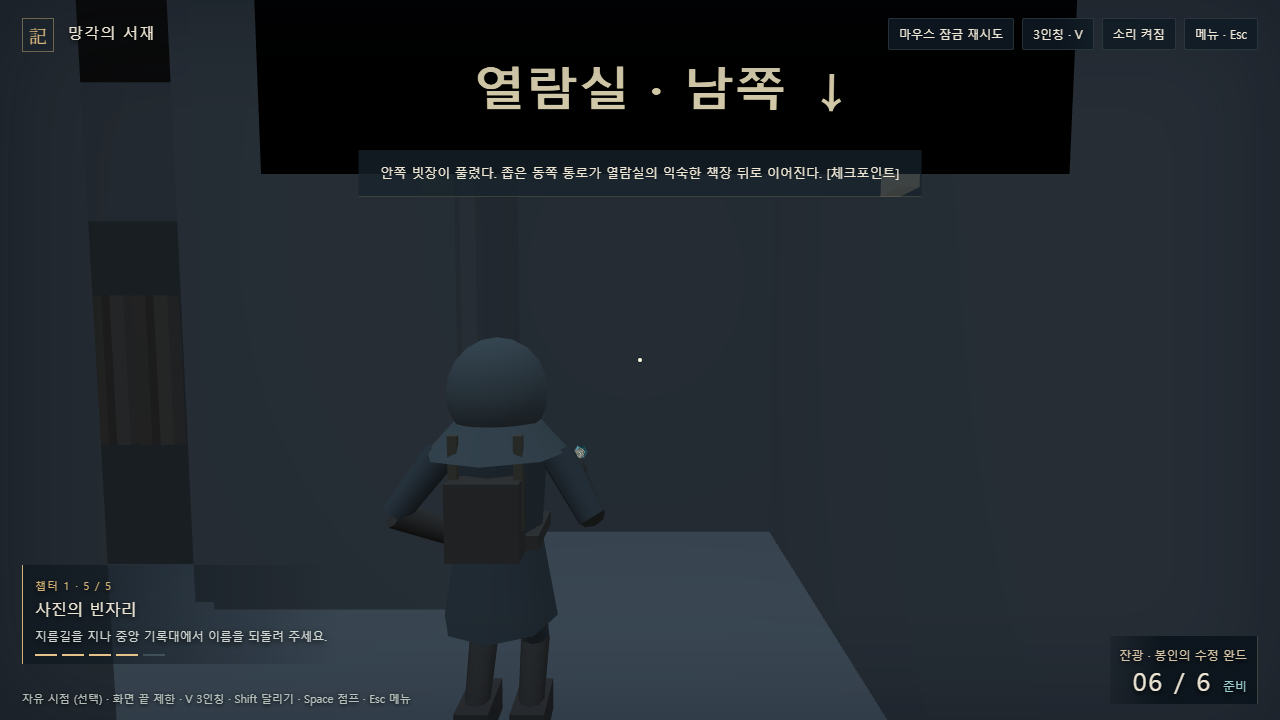 記 망각의 서재
마우스 잠금 재시도
3인칭 · V
소리 켜짐
메뉴 · Esc
열람실 · 남쪽 ↓
안쪽 빗장이 풀렸다. 좁은 동쪽 통로가 열람실의 익숙한 책장 뒤로 이어진다. [체크포인트]
챕터 1 · 5 / 5
사진의 빈자리
지름길을 지나 중앙 기록대에서 이름을 되돌려 주세요.
자유 시점 (선택) · 화면 끝 제한 · V 3인칭 · Shift 달리기 · Space 점프 · Esc 메뉴
잔광 · 봉인의 수정 완드
06 / 6 준비